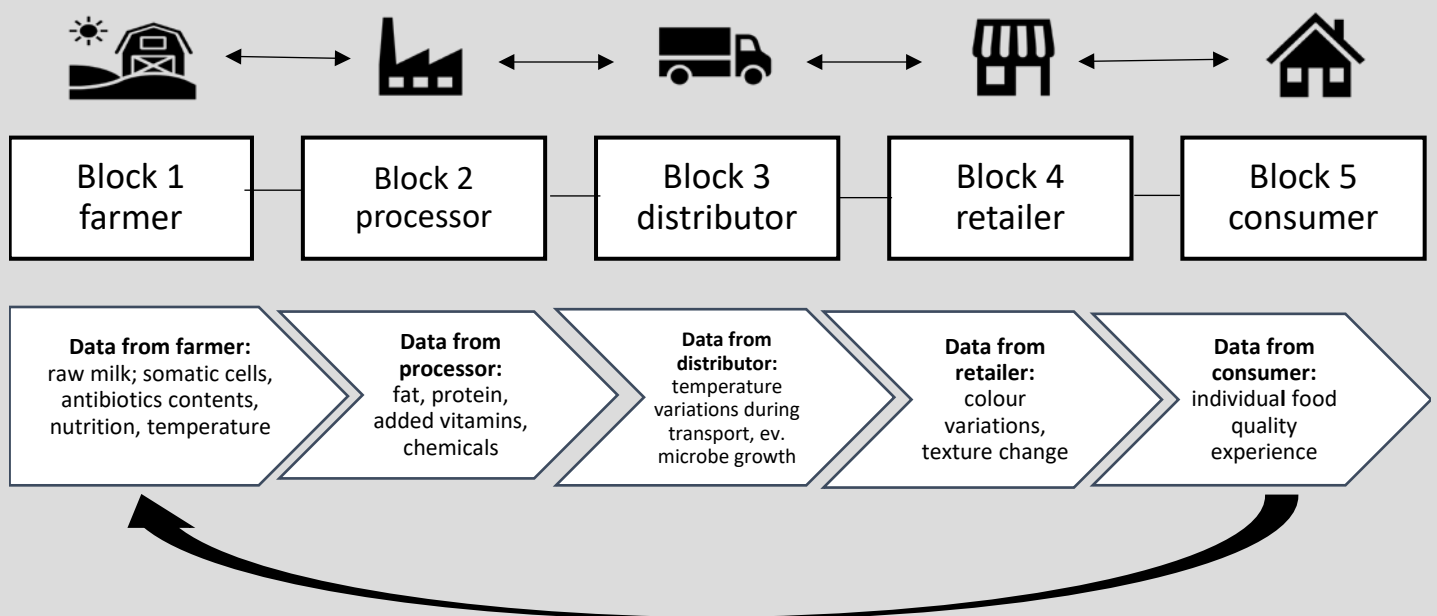 Block 1
farmer
Block 2
processor
Block 3
distributor
Block 4
retailer
Block 5
consumer
Data from farmer:
raw milk; somatic cells,
antibiotics contents,
nutrition, temperature
Data from
processor:
fat, protein,
added vitamins,
chemicals
Data from
distributor:
temperature
variations during
transport, ev.
microbe growth
Data from
retailer:
colour
variations,
texture change
Data from
consumer:
individual food
quality
experience